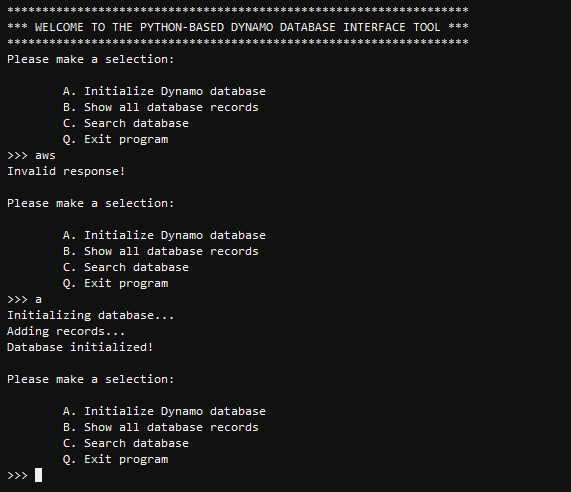 ******************************************************************
*** WELCOME TO THE PYTHON-BASED DYNAMO DATABASE INTERFACE TOOL ***
******************************************************************
Please make a selection:
A. Initialize Dynamo database
B. Show all database records
C. Search database
Q. Exit program
>>> aws
Invalid response!
Please make a selection:
A. Initialize Dynamo database
B. Show all database records
C. Search database
Q. Exit program
>>> a
Initializing database...
Adding records...
Database initialized!
Please make a selection:
A. Initialize Dynamo database
B. Show all database records
C. Search database
Q. Exit program
>>>